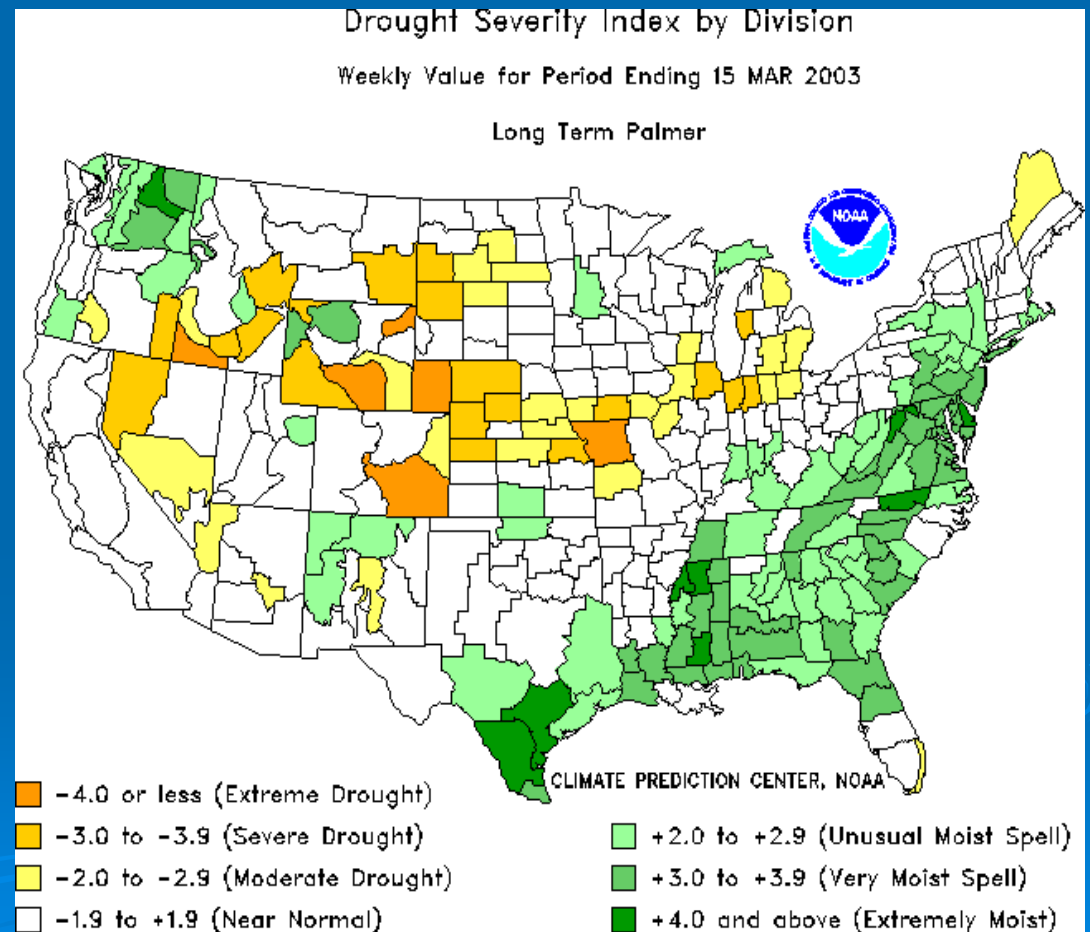 Drought Severity Index by Division
Weekly Value for Period Ending 15 MAR 2003
Long Term Palmer
NOAA
CLIMATE PREDICTION CENTER, NOAA
-4.0 or less (Extreme Drought)
-3.0 to -3.9 (Severe Drought)
-2.0 to -2.9 (Moderate Drought)
-1.9 to +1.9 (Near Normal)
+2.0 to +2.9 (Unusual Moist Spell)
+3.0 to +3.9 (Very Moist Spell)
+4.0 and above (Extremely Moist)